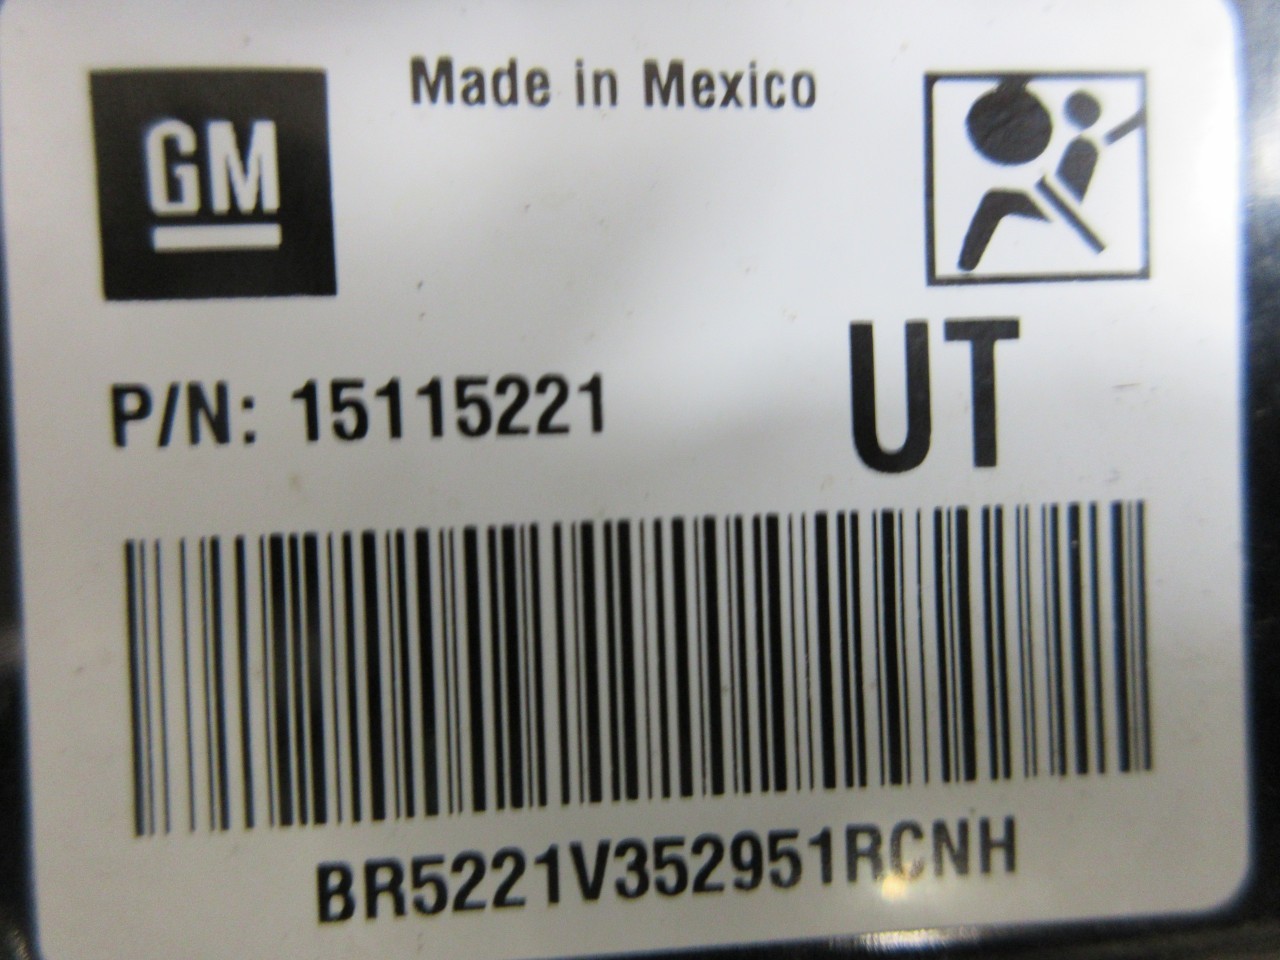 Made in Mexico
GM
P/N: 15115221
UT
BR5221V352951RCNH